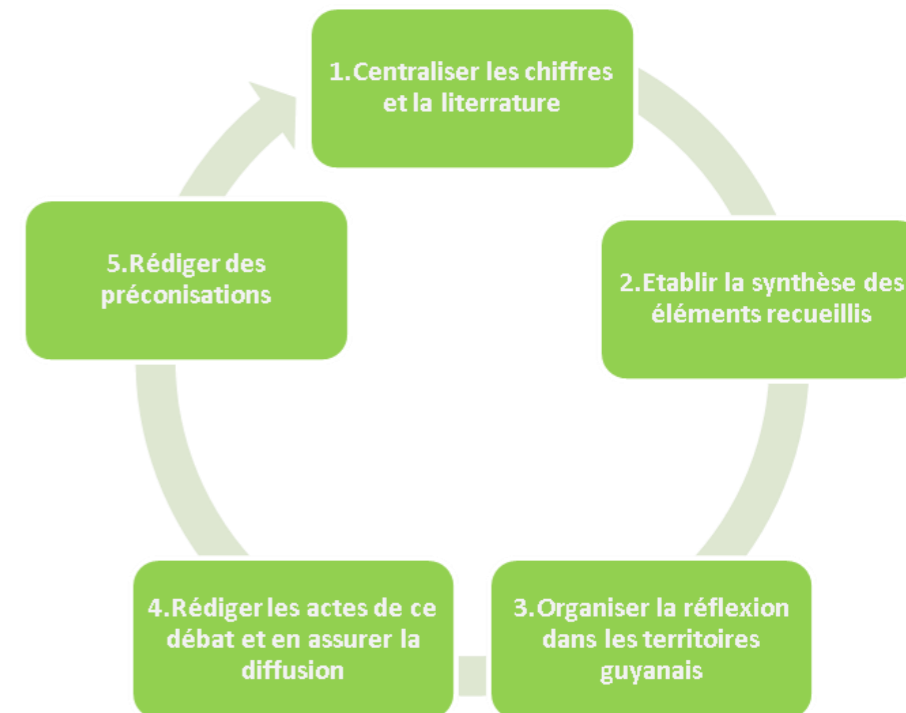 1.Centraliser les chiffres
et la literrature
2.Etablir la synthèse des
éléments recueillis
3.Organiser la réflexion
dans les territoires
guyanais
4.Rédiger les actes de ce
débat et en assurer la
diffusion
5.Rédiger des
préconisations